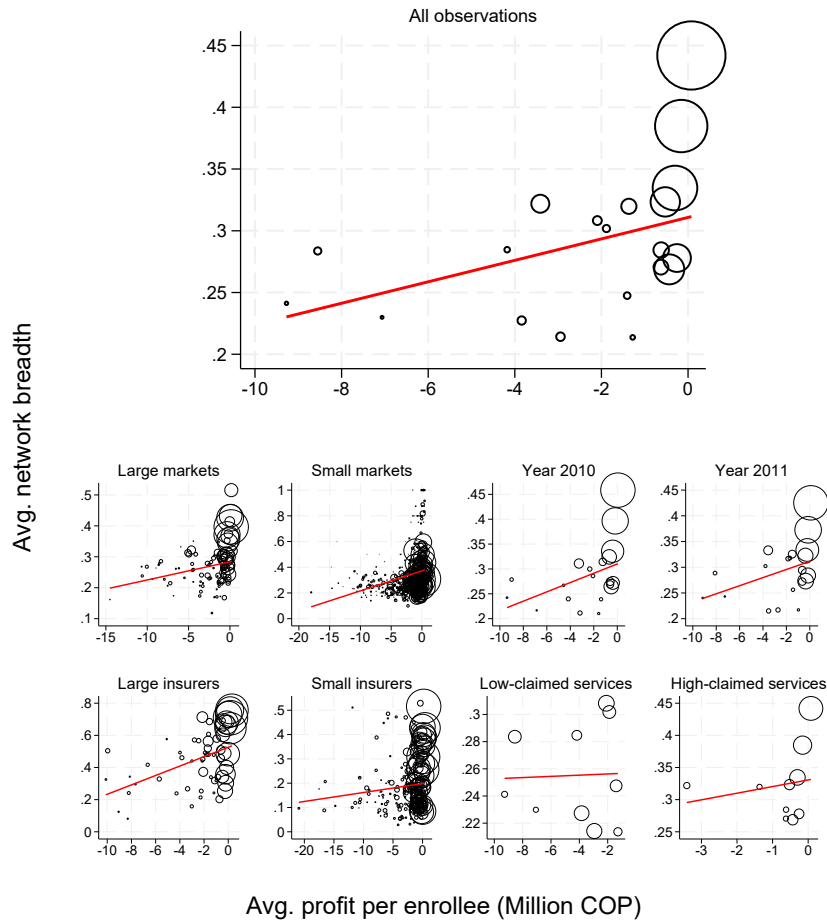 All observations
.45
.4
.35
.3
.25
.2
-10 -8 -6 -4 -2 0
Avg. network breadth
Large markets
.5
.4
.3
.2
.1
-15 -10 -5 0
Small markets
1
.8
.6
.4
.2
0
-20 -15 -10 -5 0
Year 2010
.45
.4
.35
.3
.25
.2
-10 -8 -6 -4 -2 0
Year 2011
.45
.4
.35
.3
.25
.2
-10 -8 -6 -4 -2 0
Large insurers
.8
.6
.4
.2
0
-10 -8 -6 -4 -2 0
Small insurers
.5
.4
.3
.2
.1
0
-20 -15 -10 -5 0
Low-claimed services
.3
.28
.26
.24
.22
-10 -8 -6 -4 -2 0
High-claimed services
.45
.4
.35
.3
.25
-3 -2 -1 0
Avg. profit per enrollee (Million COP)